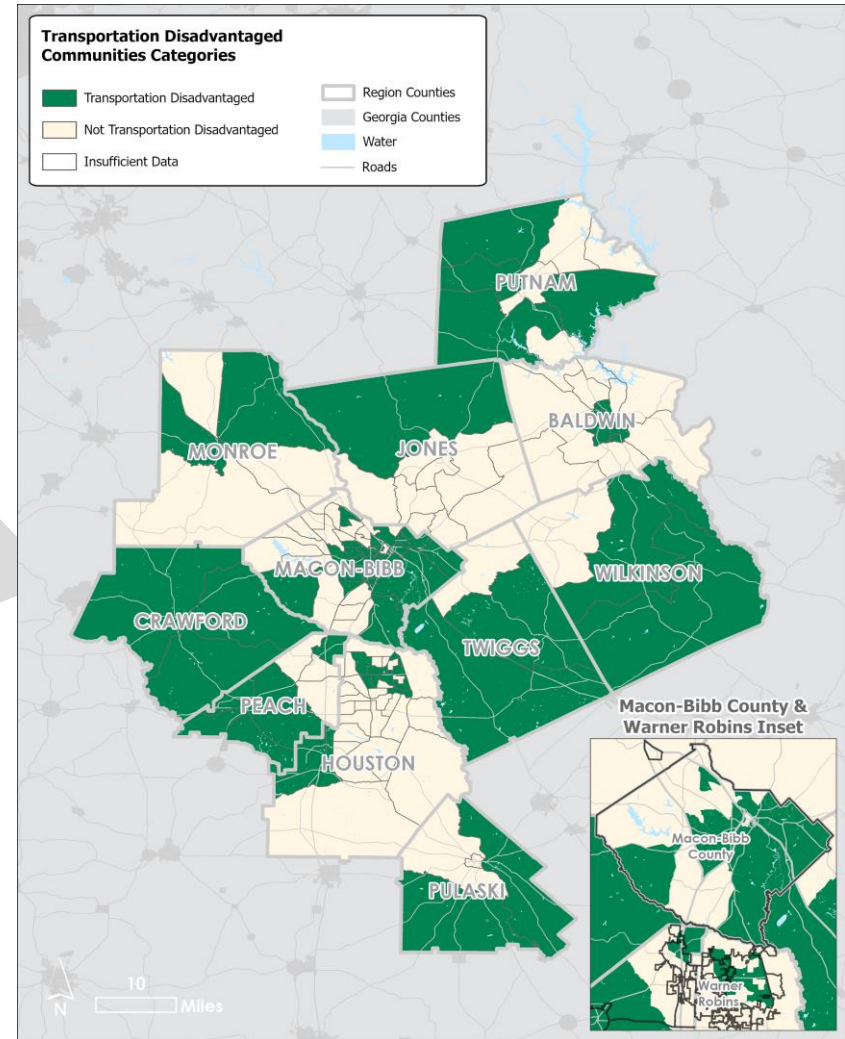 Transportation Disadvantaged
Communities Categories
Transportation Disadvantaged
Not Transportation Disadvantaged
Insufficient Data
Region Counties
Georgia Counties
Water
Roads
PUTNAM
BALDWIN
MONROE
JONES
MACON-BIBB
WILKINSON
CRAWFORD
TWIGGS
PEACH
HOUSTON
PULASKI
Macon-Bibb County &
Warner Robins Inset
Macon-Bibb
County
Warner
Robins
10
N
Miles